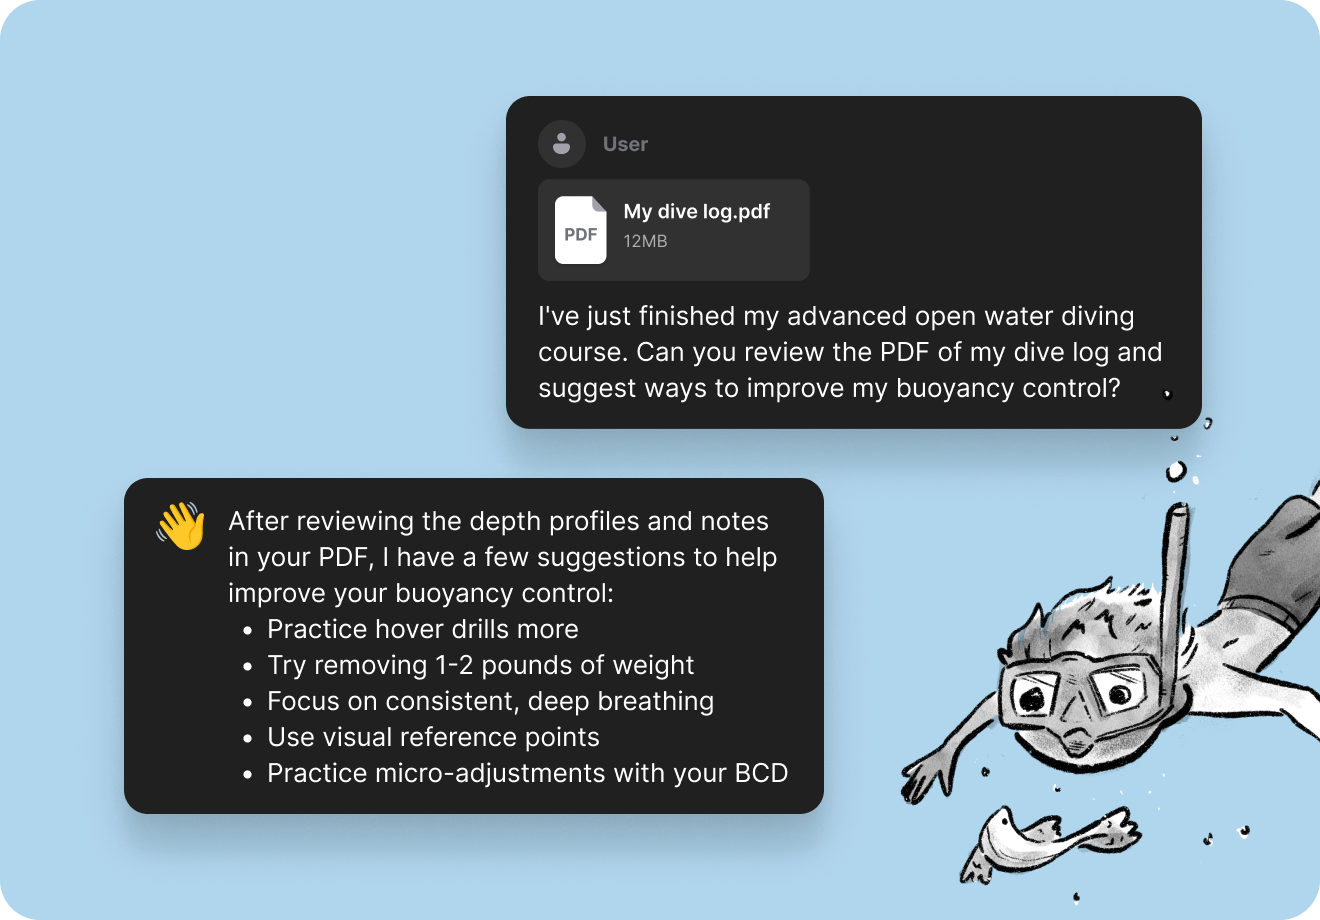 User
PDF
My dive log.pdf
12MB
I've just finished my advanced open water diving
course. Can you review the PDF of my dive log and
suggest ways to improve my buoyancy control?
After reviewing the depth profiles and notes
in your PDF, I have a few suggestions to help
improve your buoyancy control:
• Practice hover drills more
• Try removing 1-2 pounds of weight
• Focus on consistent, deep breathing
• Use visual reference points
• Practice micro-adjustments with your BCD